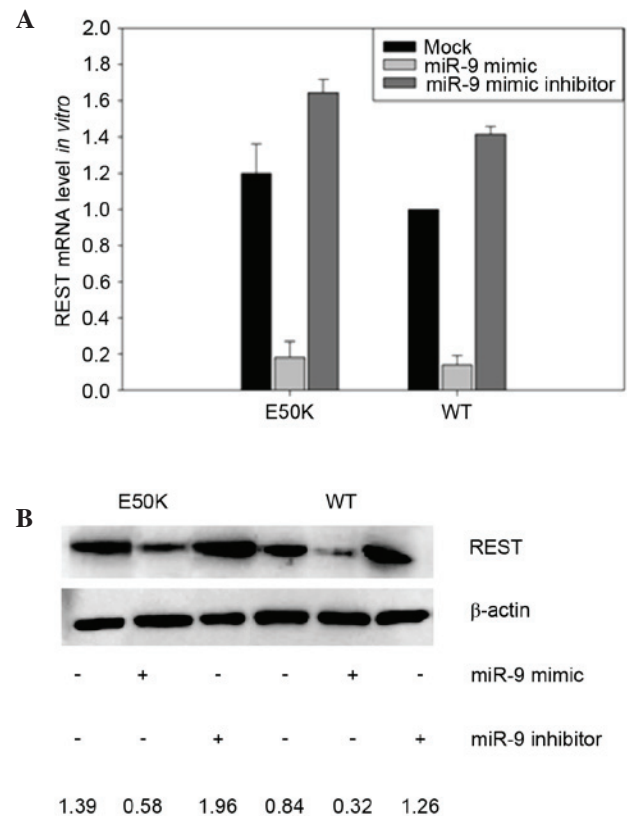 A
REST mRNA level in vitro
2.0
1.8
1.6
1.4
1.2
1.0
0.8
0.6
0.4
0.2
0.0
Mock
miR-9 mimic
miR-9 mimic inhibitor
E50K WT
B
E50K WT
REST
β-actin
- + - - + - miR-9 mimic
- - + - - + miR-9 inhibitor
1.39 0.58 1.96 0.84 0.32 1.26